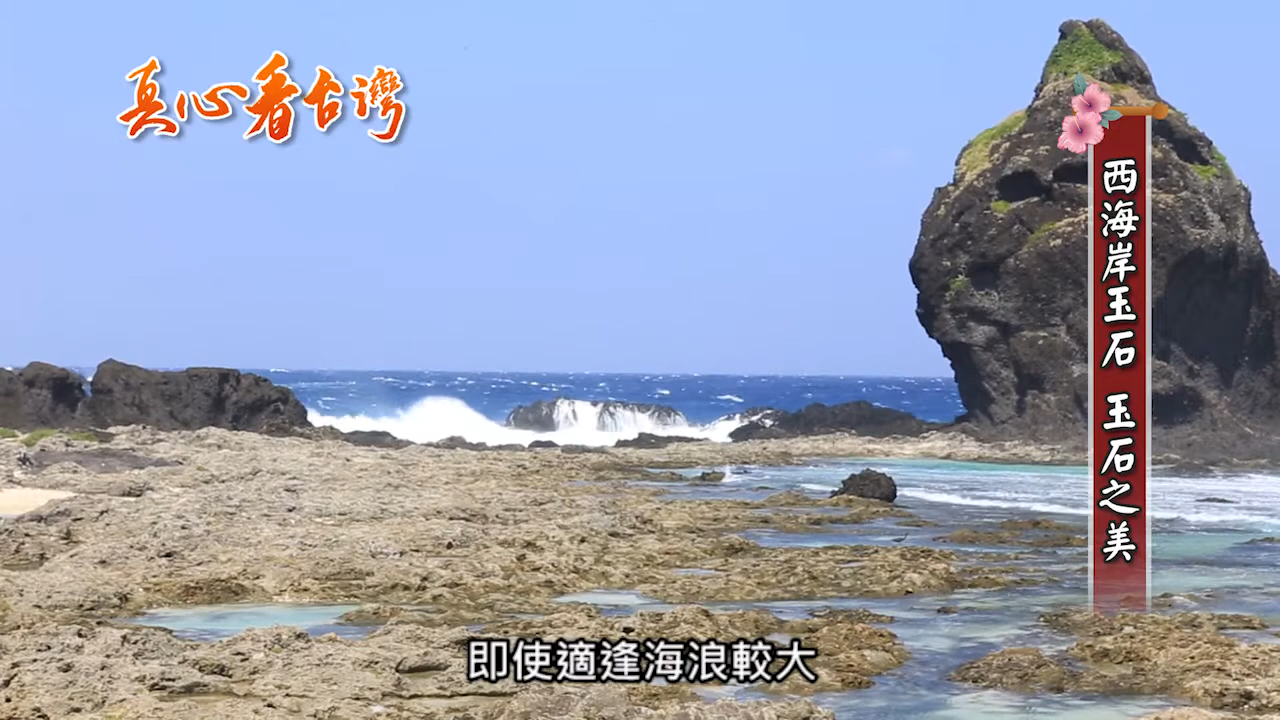 真心看台灣
西海岸玉石 玉石之美
即使適逢海浪較大